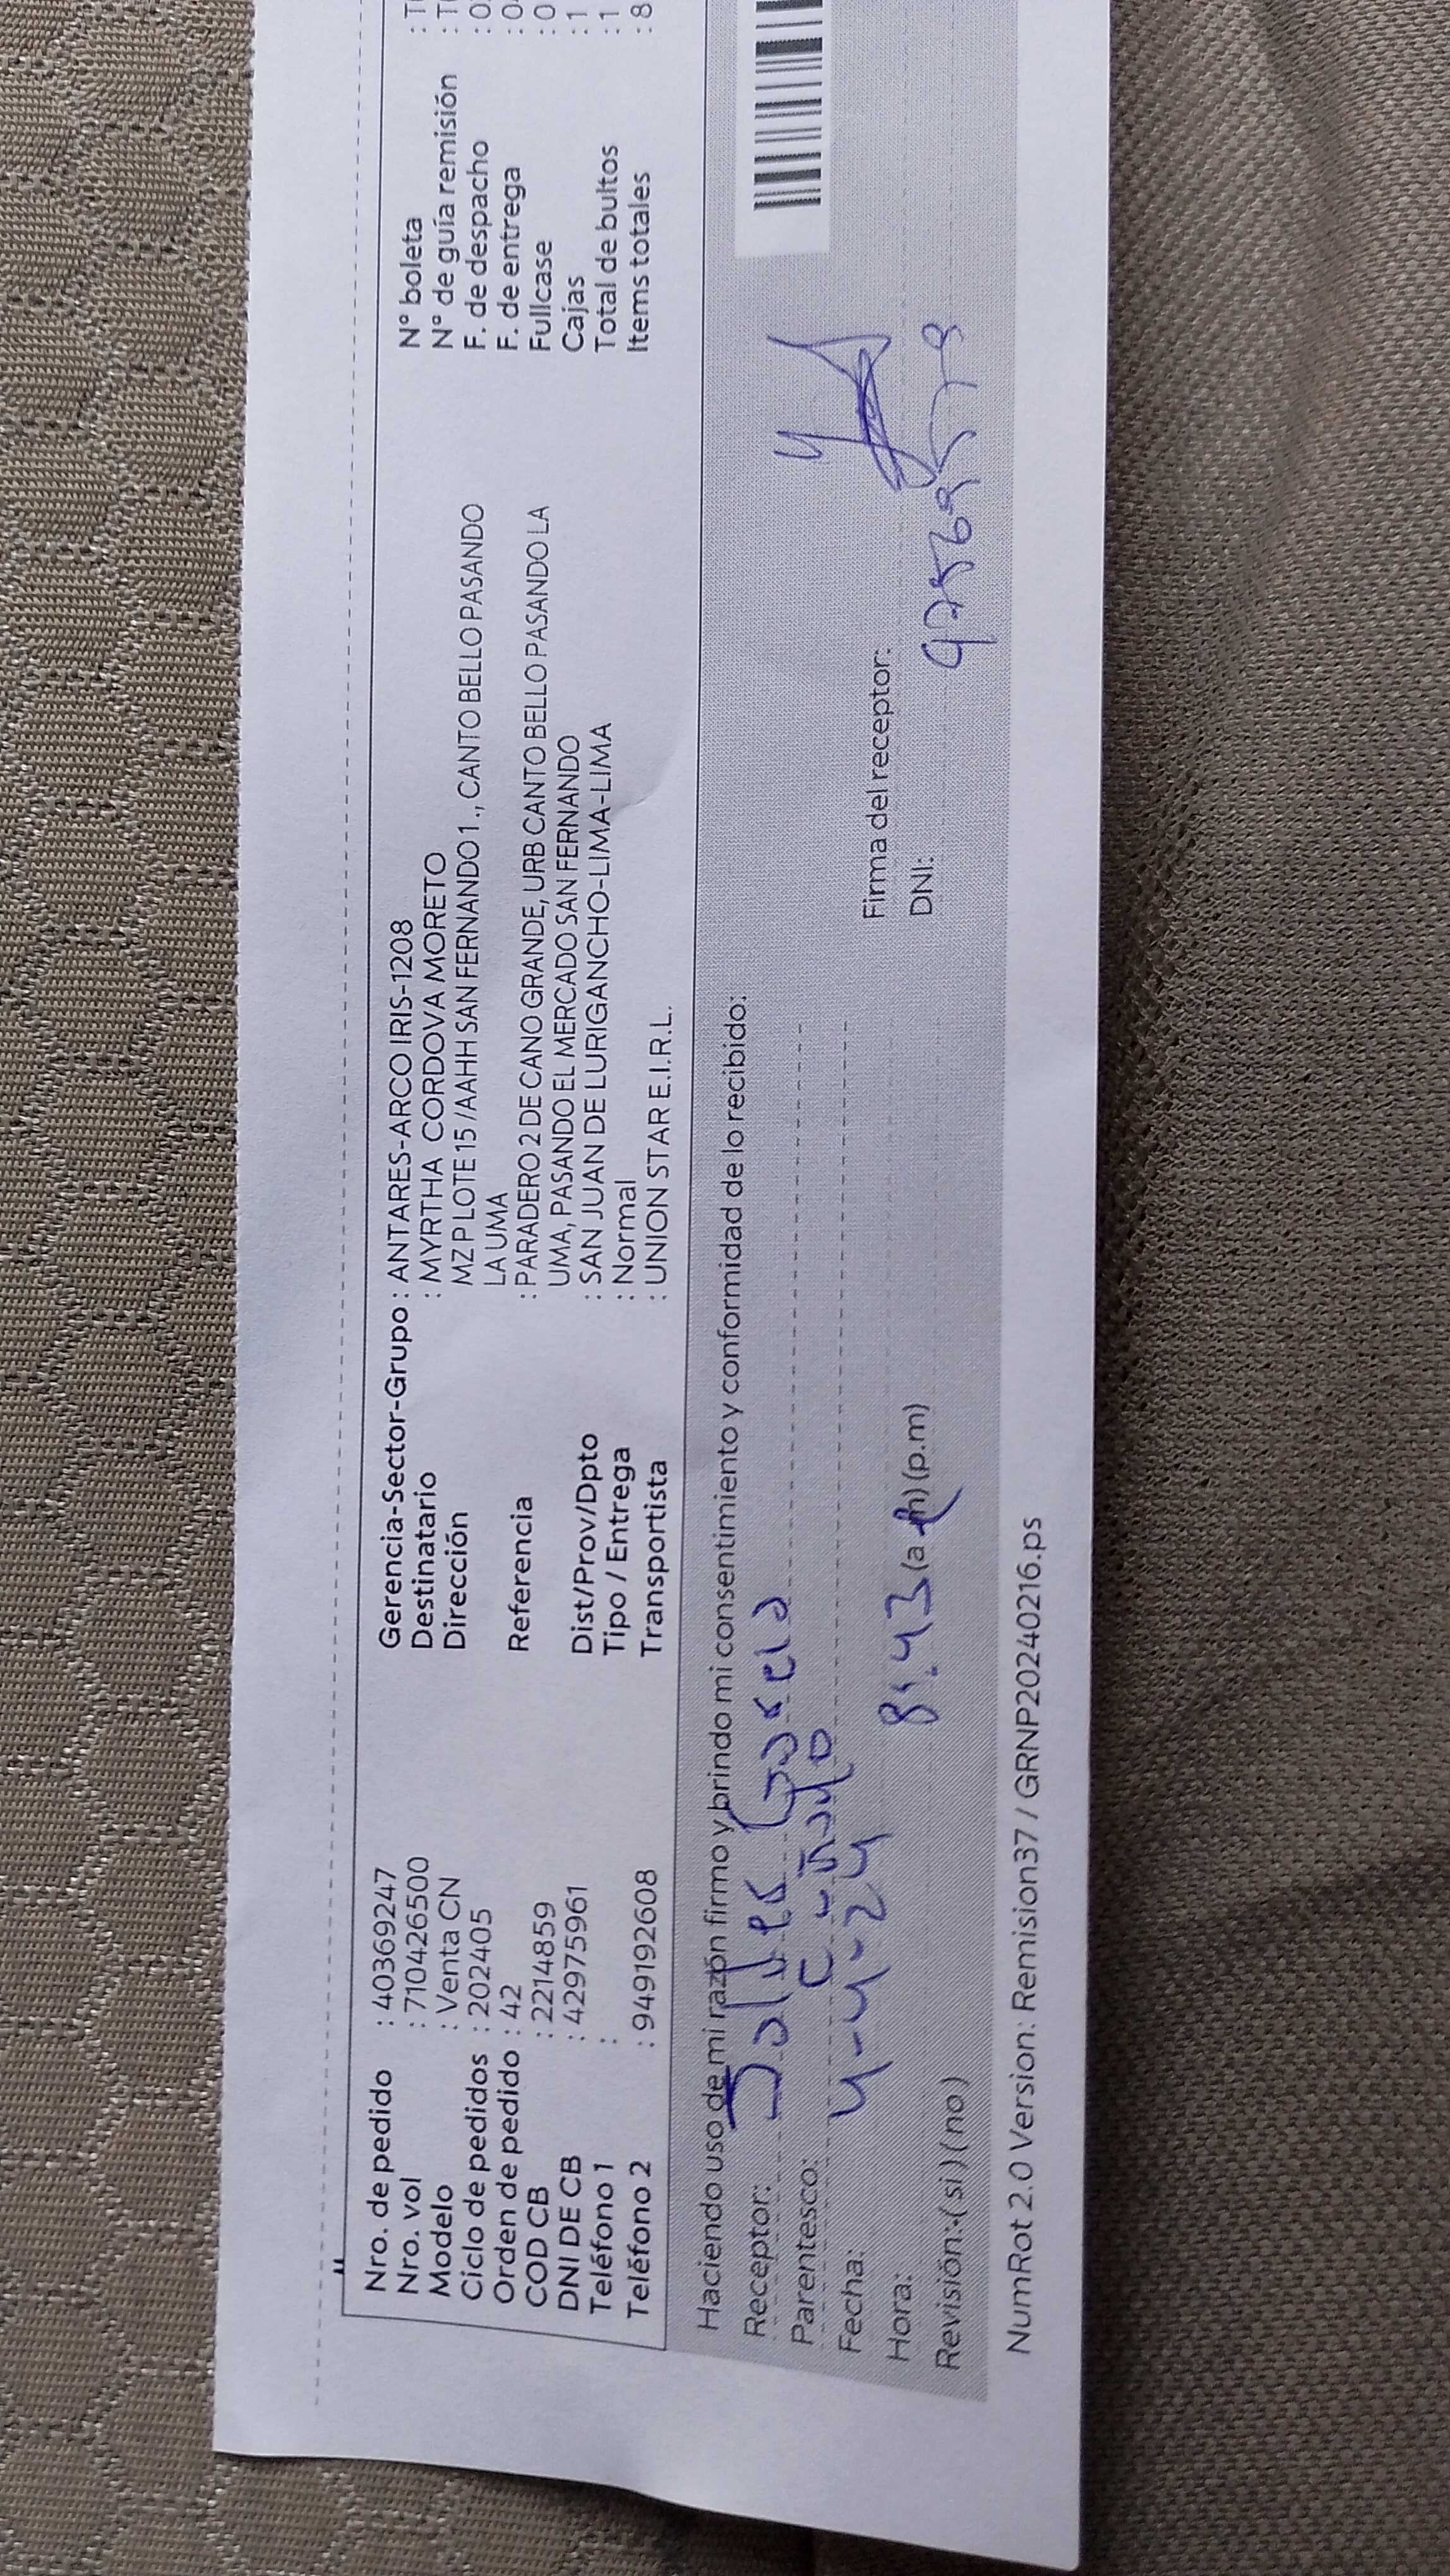 Nro. de pedido : 40369247
Nro. vol : 710426500
Modelo : Venta CN
Ciclo de pedidos : 202405
Orden de pedido : 42
COD CB : 2214859
DNI DE CB : 42975961
Teléfono 1 :
Teléfono 2 : 949192608
Gerencia-Sector-Grupo : ANTARES-ARCO IRIS-1208
Destinatario : MYRTHA CORDOVA MORETO
Dirección MZ P LOTE 15 /AAHH SAN FERNANDO 1 ., CANTO BELLO PASANDO
LA UMA
Referencia : PARADERO 2 DE CANO GRANDE, URB CANTO BELLO PASANDO LA
UMA, PASANDO EL MERCADO SAN FERNANDO
Dist/Prov/Dpto : SAN JUAN DE LURIGANCHO-LIMA-LIMA
Tipo / Entrega : Normal
Transportista : UNION STAR E.I.R.L.
N° boleta : T
N° de guía remisión : T
F. de despacho : 0
F. de entrega : 0
Fullcase : 0
Cajas : 1
Total de bultos : 1
Items totales : 8
Haciendo uso de mi razón firmo y brindo mi consentimiento y conformidad de lo recibido:
Receptor:
Parentesco:
Fecha: 4-4-24
Hora: 8:43 (a.m) (p.m)
Revisión: (si) (no)
Firma del receptor:
DNI:
NumRot 2.0 Version: Remision37 / GRNP20240216.ps